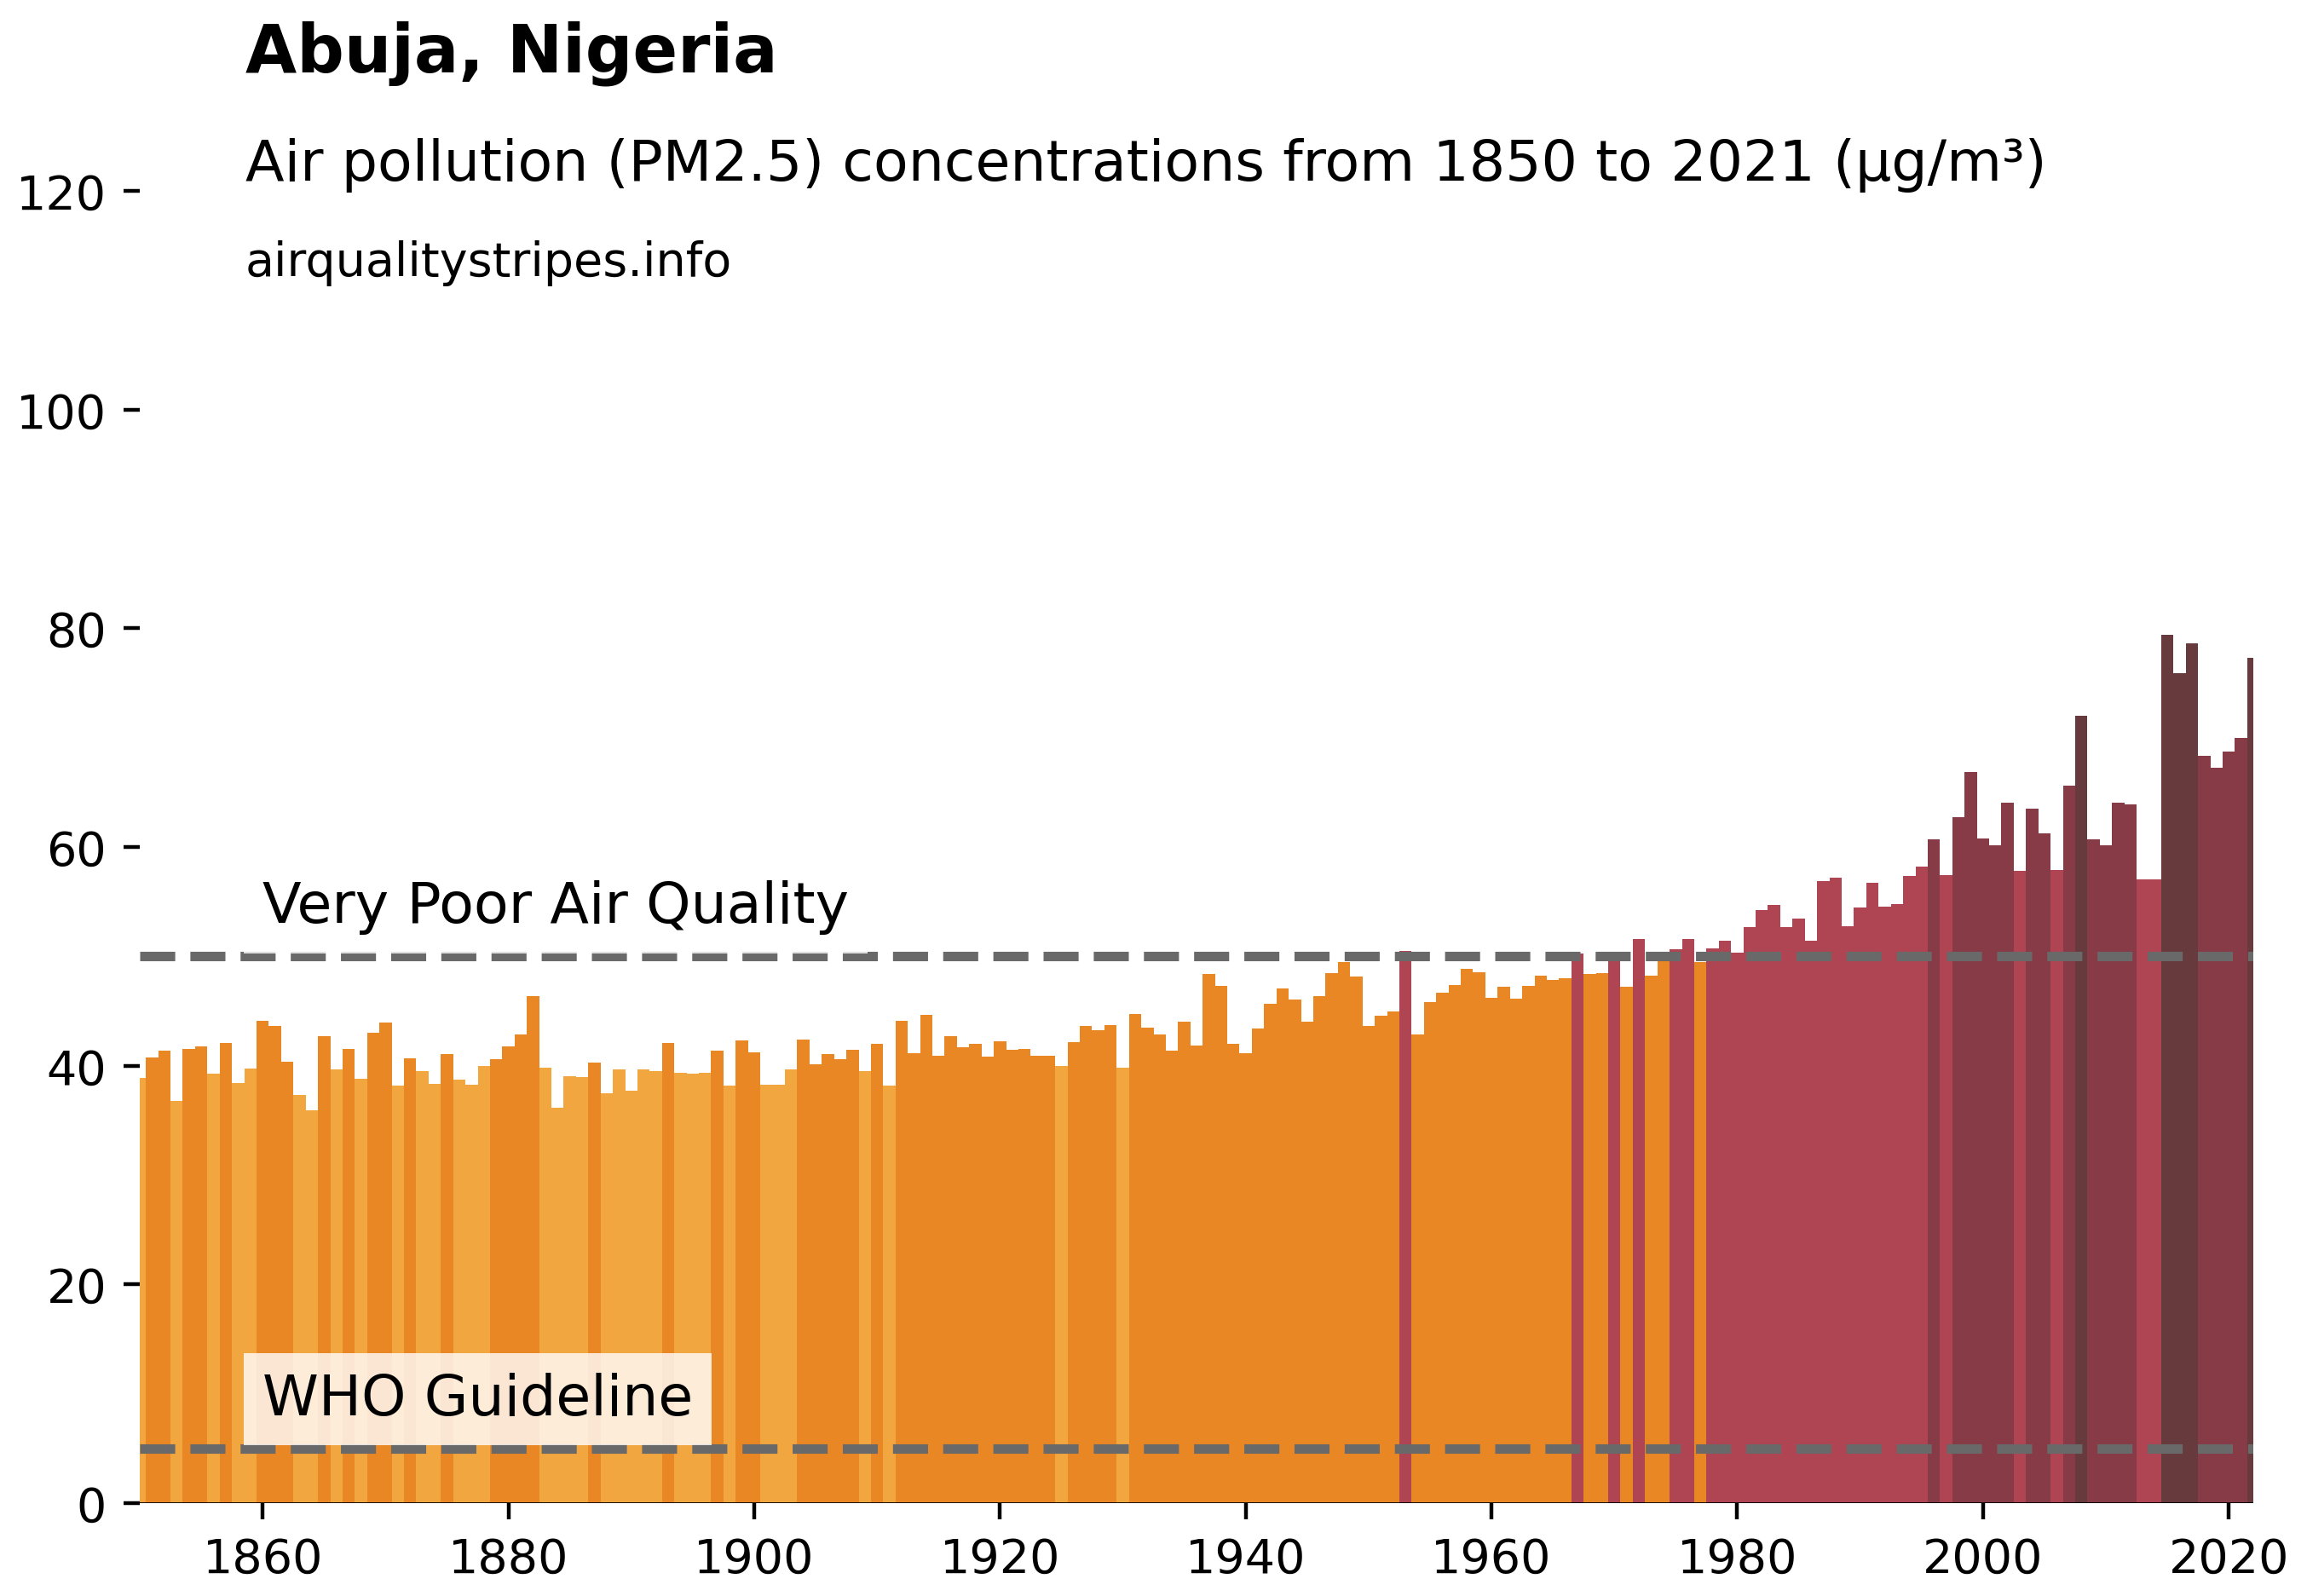 Abuja, Nigeria
Air pollution (PM2.5) concentrations from 1850 to 2021 (µg/m³)
airqualitystripes.info
120
100
80
60
40
20
0
Very Poor Air Quality
WHO Guideline
1860 1880 1900 1920 1940 1960 1980 2000 2020